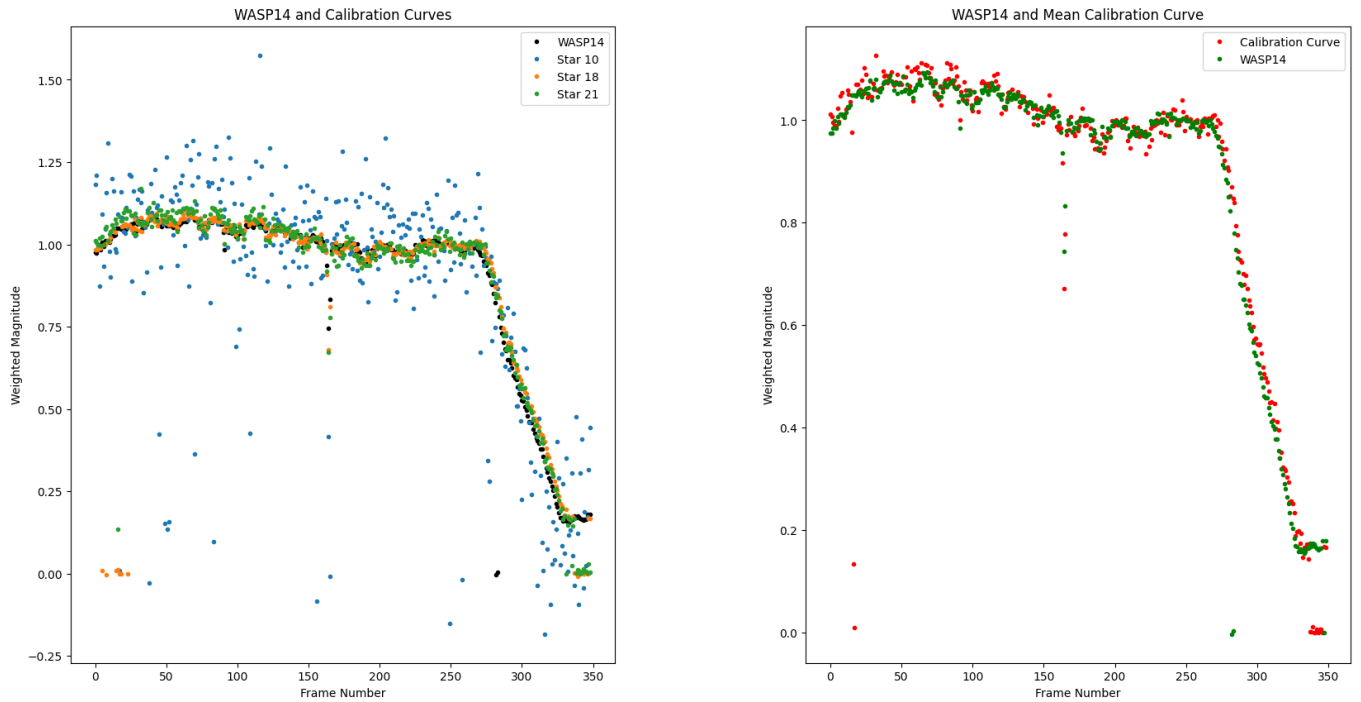 WASP14 and Calibration Curves
WASP14
Star 10
Star 18
Star 21
1.50
1.25
1.00
0.75
0.50
0.25
0.00
−0.25
Weighted Magnitude
0 50 100 150 200 250 300 350
Frame Number
WASP14 and Mean Calibration Curve
Calibration Curve
WASP14
1.0
0.8
0.6
0.4
0.2
0.0
Weighted Magnitude
0 50 100 150 200 250 300 350
Frame Number